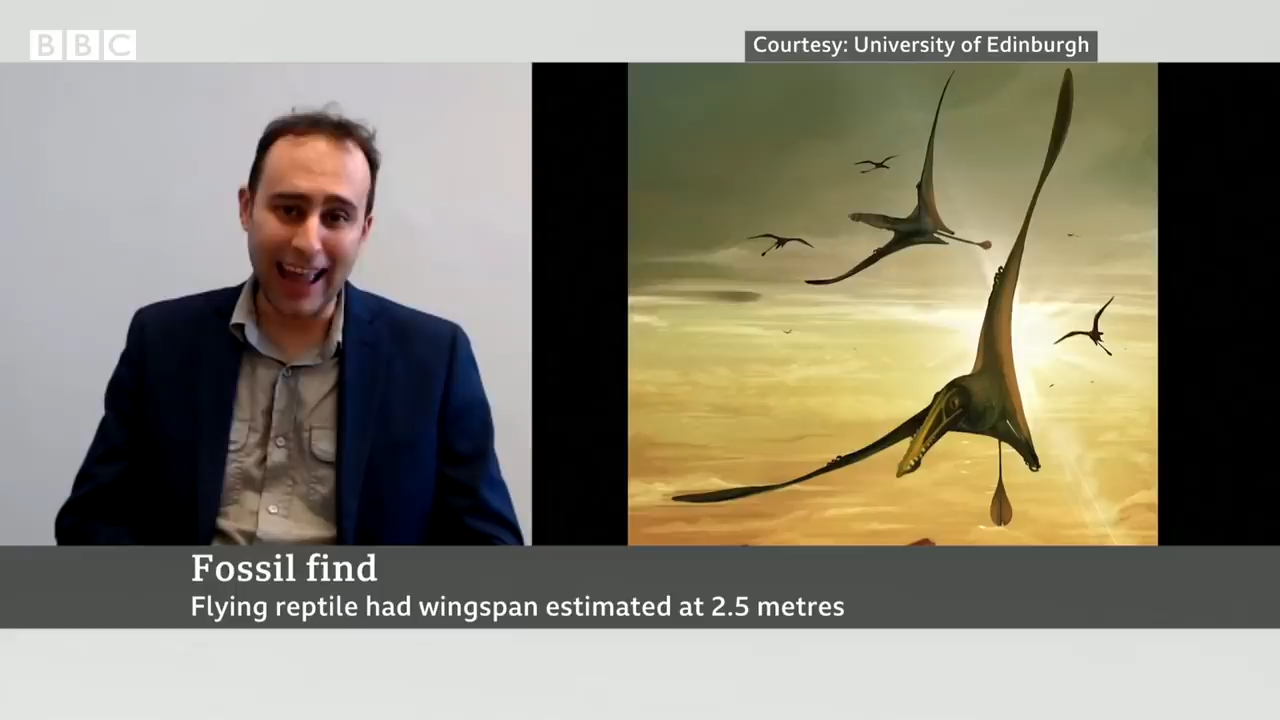 BBC
Courtesy: University of Edinburgh
Fossil find
Flying reptile had wingspan estimated at 2.5 metres